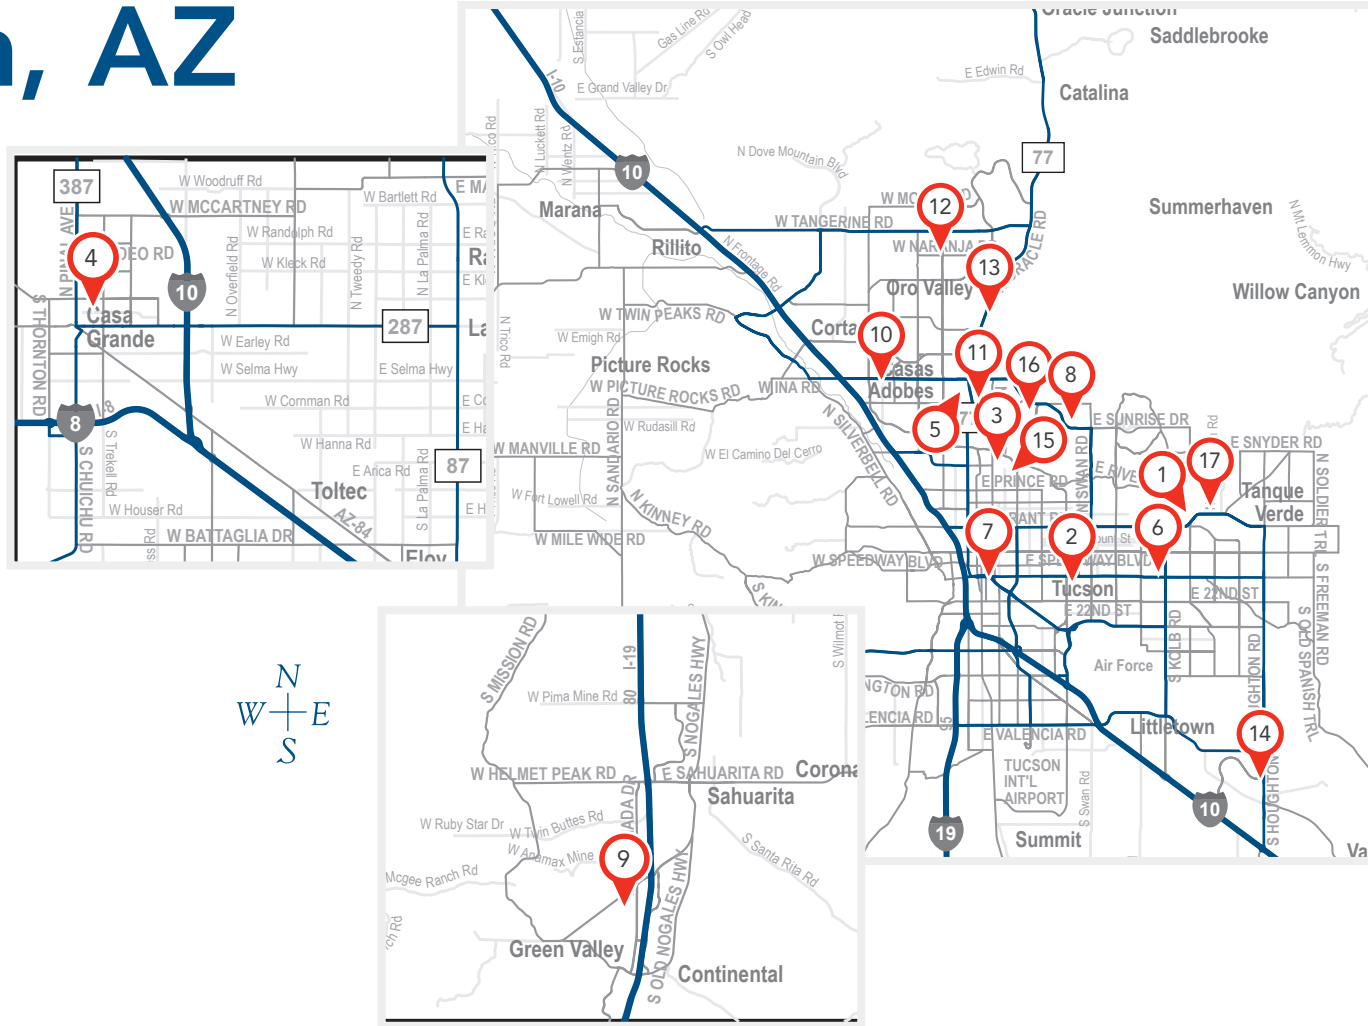 , AZ
387
W Woodruff Rd
W MCCARTNEY RD
W Bartlett Rd
W Randolph Rd
W Kleck Rd
N Overfield Rd
N Tweedy Rd
N La Palma Rd
4
10
Casa
Grande
287
S THORNTON RD
W Earley Rd
W Selma Hwy
E Selma Hwy
W Cornman Rd
I-8
8
W Hanna Rd
E Arica Rd
87
S Trekell Rd
S CHUICHU RD
Toltec
S La Palma Rd
W Houser Rd
AZ-84
W BATTAGLIA DR
Eloy
N
W E
S
Saddlebrooke
E Edwin Rd
Catalina
S Estancia
Gas Line Rd
S Owl Head
I-10
E Grand Valley Dr
N Luckett Rd
N Wentz Rd
10
77
N Dove Mountain Blvd
Marana
Rillito
W TANGERINE RD
12
W NARANJA
Summerhaven
N Mt Lemmon Hwy
Willow Canyon
N Frontage Rd
13
Oro Valley
W TWIN PEAKS RD
N Trico Rd
W Emigh Rd
10
11
16
8
Picture Rocks
Casas
Adobes
W PICTURE ROCKS RD
W INA RD
N SANDARIO RD
W Rudasill Rd
N SILVERBELL RD
5
3
15
E SUNRISE DR
E SNYDER RD
W MANVILLE RD
W El Camino Del Cerro
E PRINCE RD
N SWAN RD
1
17
Tanque
Verde
W Fort Lowell Rd
N KINNEY RD
W MILE WIDE RD
7
2
6
W SPEEDWAY BLVD
Tucson
E 22ND ST
E 22ND ST
N SOLDIER TRL
S FREEMAN RD
S OLD SPANISH TRL
Air Force
S KOLB RD
Littletown
E VALENCIA RD
14
TUCSON
INT'L
AIRPORT
S Swan Rd
10
19
Summit
S HOUGHTON
S MISSION RD
I-19
W Pima Mine Rd
80
S NOGALES HWY
W HELMET PEAK RD
E SAHUARITA RD
Sahuarita
W Ruby Star Dr
W Twin Buttes Rd
W Anamax Mine
9
S Santa Rita Rd
Mcgee Ranch Rd
Green Valley
S OLD NOGALES HWY
Continental